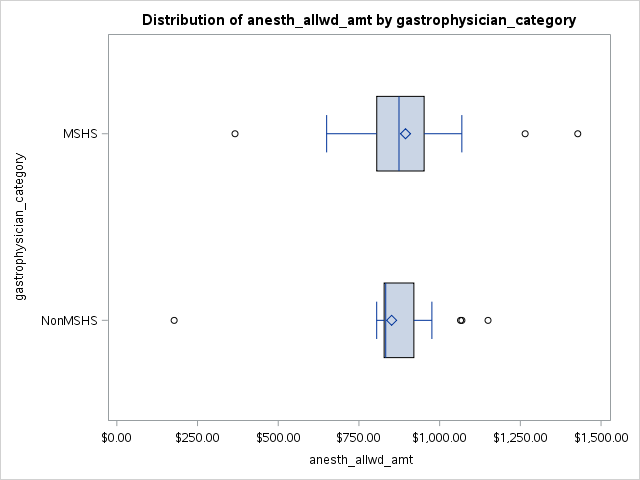 Distribution of anesth_allwd_amt by gastrophysician_category
gastrophysician_category
MSHS
NonMSHS
$0.00
$250.00
$500.00
$750.00
$1,000.00
$1,250.00
$1,500.00
anesth_allwd_amt